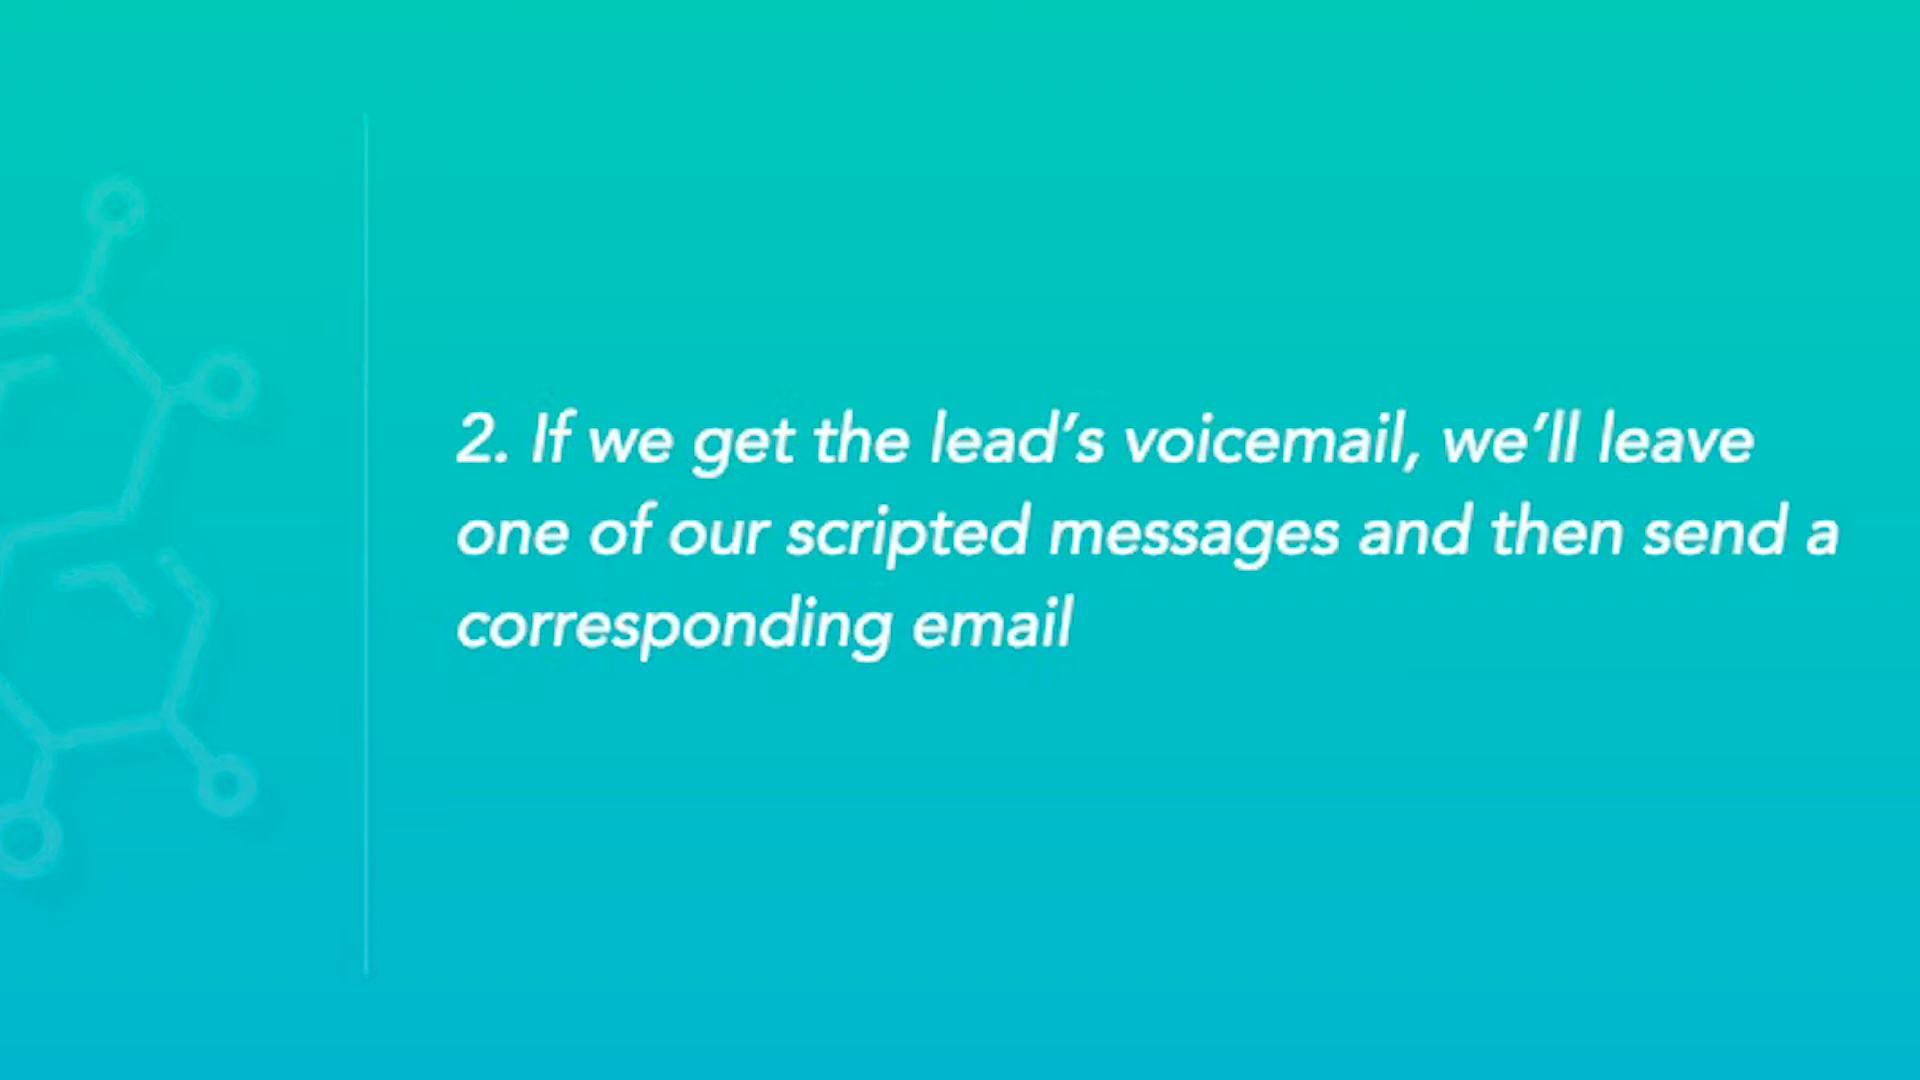 2. If we get the lead’s voicemail, we’ll leave
one of our scripted messages and then send a
corresponding email